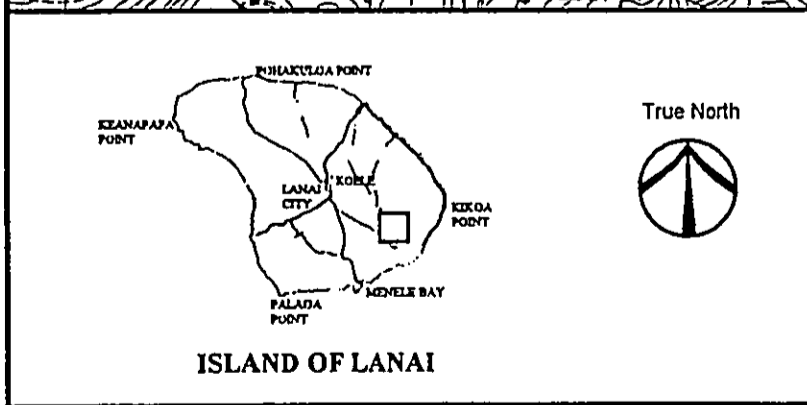 POHAKULOA POINT
KEANAPAPA
POINT
True North
LANAI
CITY
KOELE
KIKOA
POINT
PALAOA
POINT
MENELE BAY
ISLAND OF LANAI